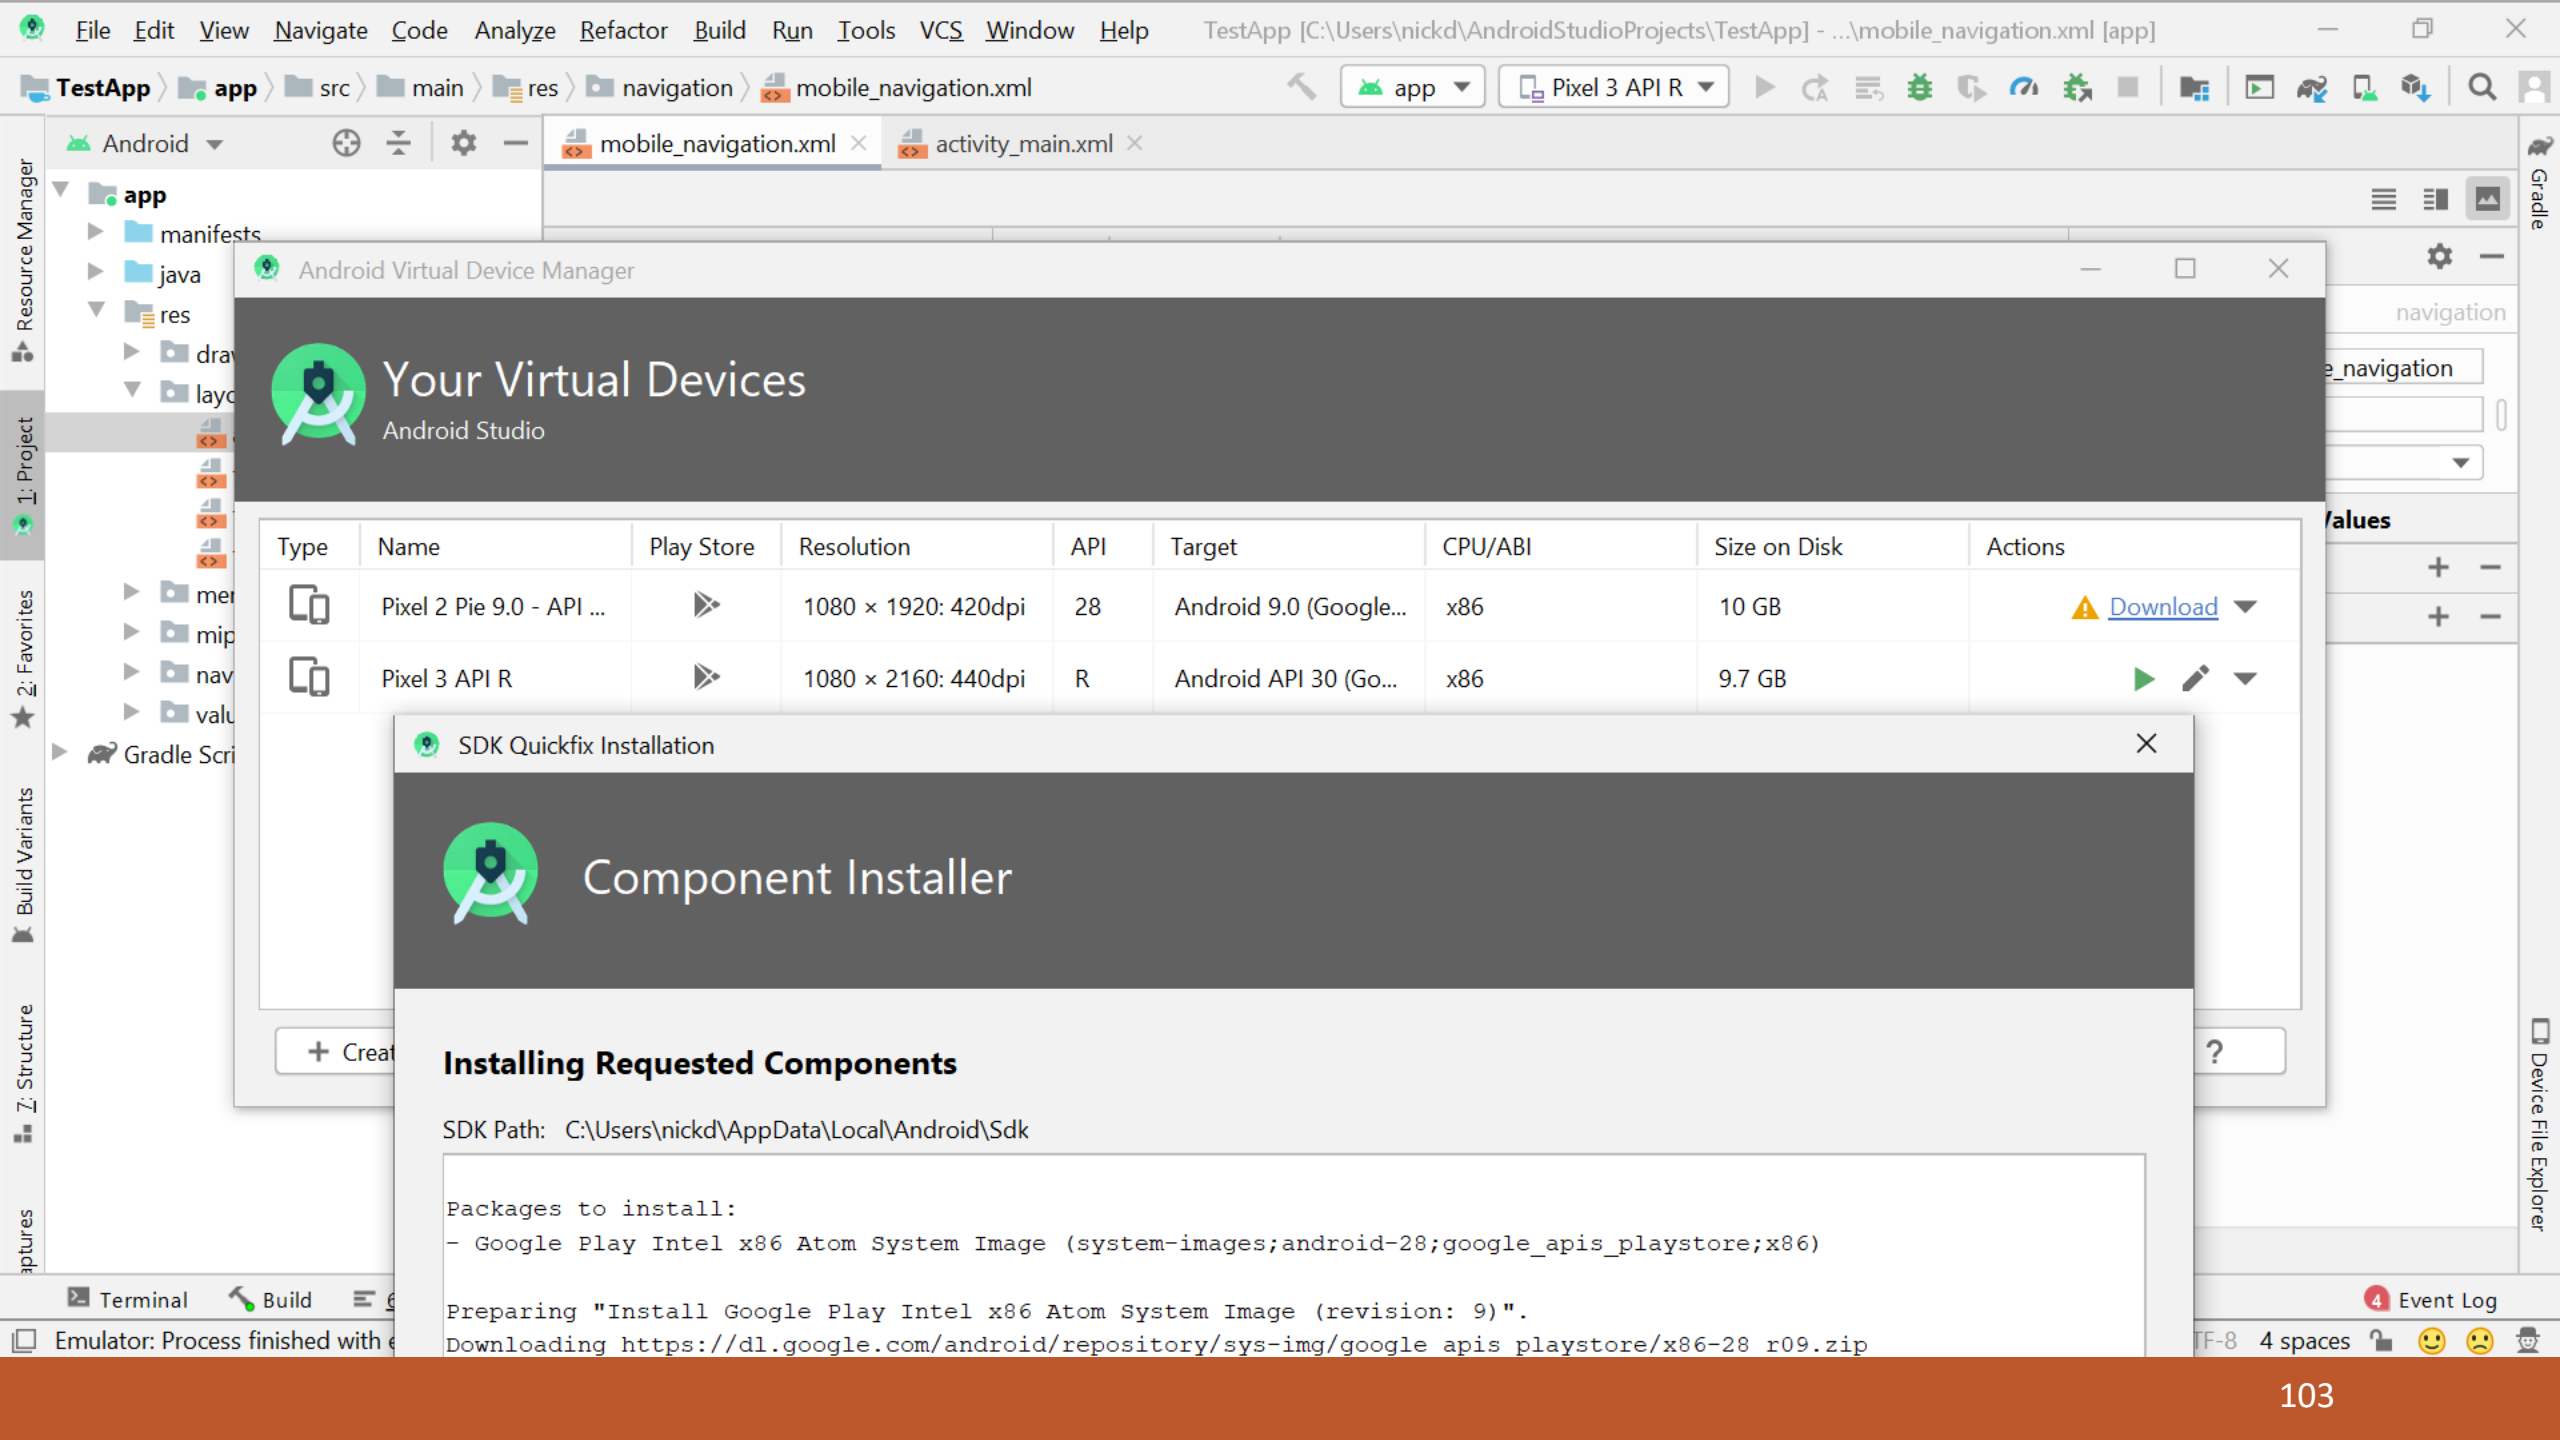 File Edit View Navigate Code Analyze Refactor Build Run Tools VCS Window Help TestApp [C:\Users\nickd\AndroidStudioProjects\TestApp] - ...\mobile_navigation.xml [app]
TestApp app src main res navigation mobile_navigation.xml app Pixel 3 API R
Android mobile_navigation.xml activity_main.xml
Resource Manager
1: Project
2: Favorites
Build Variants
7: Structure
Gradle
Device File Explorer
app
manifests
java
res
Gradle
navigation
e_navigation
Android Virtual Device Manager
Your Virtual Devices
Android Studio
Type Name Play Store Resolution API Target CPU/ABI Size on Disk Actions
Pixel 2 Pie 9.0 - API ... 1080 × 1920: 420dpi 28 Android 9.0 (Google... x86 10 GB Download
Pixel 3 API R 1080 × 2160: 440dpi R Android API 30 (Go... x86 9.7 GB
SDK Quickfix Installation
Component Installer
?
Installing Requested Components
SDK Path: C:\Users\nickd\AppData\Local\Android\Sdk
Packages to install:
- Google Play Intel x86 Atom System Image (system-images;android-28;google_apis_playstore;x86)
Preparing "Install Google Play Intel x86 Atom System Image (revision: 9)".
Downloading https://dl.google.com/android/repository/sys-img/google_apis_playstore/x86-28_r09.zip
Terminal Build 4 Event Log
Emulator: Process finished with 4 spaces
103